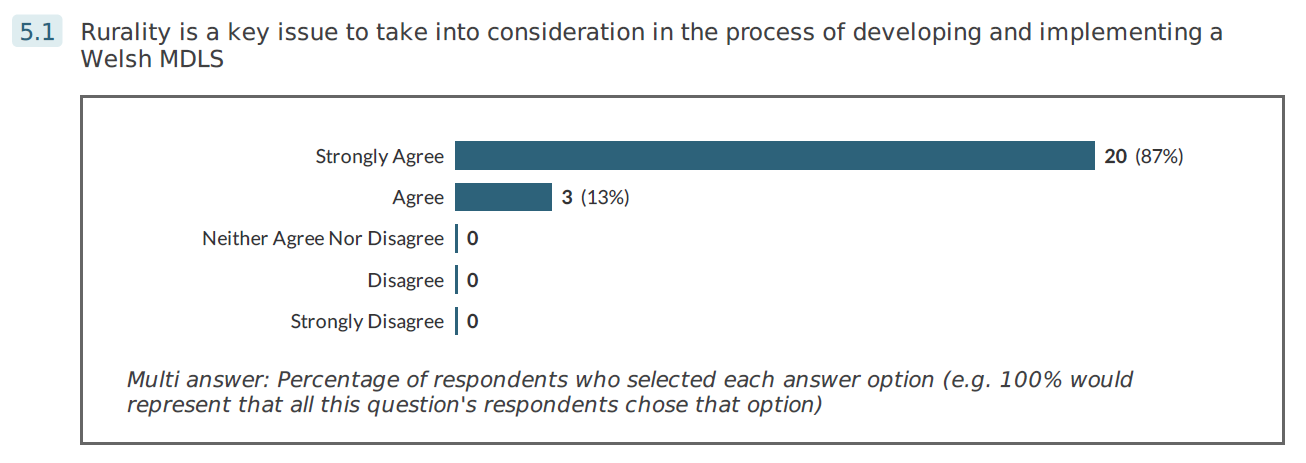 5.1 Rurality is a key issue to take into consideration in the process of developing and implementing a
Welsh MDLS
Strongly Agree 20 (87%)
Agree 3 (13%)
Neither Agree Nor Disagree 0
Disagree 0
Strongly Disagree 0
Multi answer: Percentage of respondents who selected each answer option (e.g. 100% would
represent that all this question's respondents chose that option)